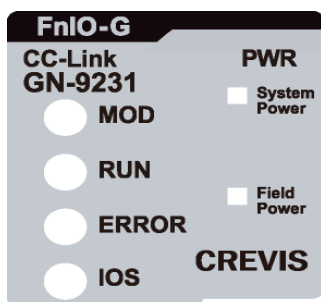 FnIO-G
CC-Link
GN-9231
PWR
System
Power
MOD
RUN
Field
Power
ERROR
IOS
CREVIS